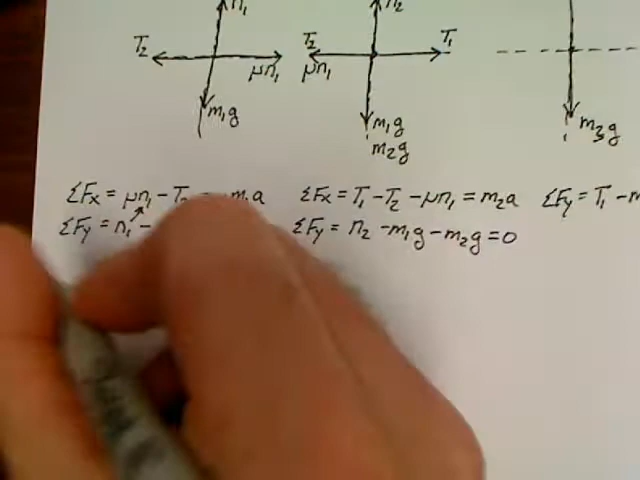 n₁
n₂
T₂
μn₁
T₂
μn₁
T₁
m₁g
m₁g
m₂g
m₃g
ΣFx = μn₁ - T₂ = -m₁a
ΣFx = T₁ - T₂ - μn₁ = m₂a
ΣFy = T₁ - m
ΣFy = n₁ -
ΣFy = n₂ - m₁g - m₂g = 0